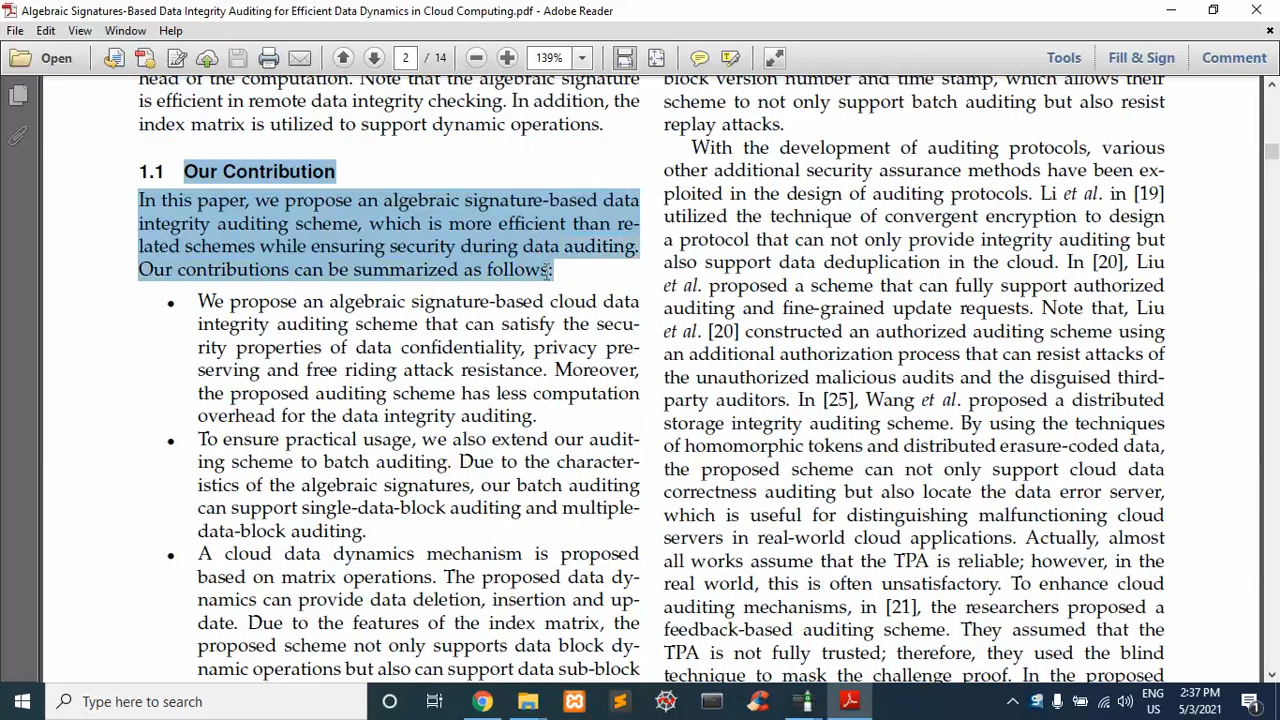 Algebraic Signatures-Based Data Integrity Auditing for Efficient Data Dynamics in Cloud Computing.pdf - Adobe Reader
File Edit View Window Help
Open 2 / 14 139% Tools Fill & Sign Comment
head of the computation. Note that the algebraic signature
is efficient in remote data integrity checking. In addition, the
index matrix is utilized to support dynamic operations.
1.1 Our Contribution
In this paper, we propose an algebraic signature-based data
integrity auditing scheme, which is more efficient than re-
lated schemes while ensuring security during data auditing.
Our contributions can be summarized as follows:
• We propose an algebraic signature-based cloud data
integrity auditing scheme that can satisfy the secu-
rity properties of data confidentiality, privacy pre-
serving and free riding attack resistance. Moreover,
the proposed auditing scheme has less computation
overhead for the data integrity auditing.
• To ensure practical usage, we also extend our audit-
ing scheme to batch auditing. Due to the character-
istics of the algebraic signatures, our batch auditing
can support single-data-block auditing and multiple-
data-block auditing.
• A cloud data dynamics mechanism is proposed
based on matrix operations. The proposed data dy-
namics can provide data deletion, insertion and up-
date. Due to the features of the index matrix, the
proposed scheme not only supports data block dy-
namic operations but also can support data sub-block
block version number and time stamp, which allows their
scheme to not only support batch auditing but also resist
replay attacks.
With the development of auditing protocols, various
other additional security assurance methods have been ex-
ploited in the design of auditing protocols. Li et al. in [19]
utilized the technique of convergent encryption to design
a protocol that can not only provide integrity auditing but
also support data deduplication in the cloud. In [20], Liu
et al. proposed a scheme that can fully support authorized
auditing and fine-grained update requests. Note that, Liu
et al. [20] constructed an authorized auditing scheme using
an additional authorization process that can resist attacks of
the unauthorized malicious audits and the disguised third-
party auditors. In [25], Wang et al. proposed a distributed
storage integrity auditing scheme. By using the techniques
of homomorphic tokens and distributed erasure-coded data,
the proposed scheme can not only support cloud data
correctness auditing but also locate the data error server,
which is useful for distinguishing malfunctioning cloud
servers in real-world cloud applications. Actually, almost
all works assume that the TPA is reliable; however, in the
real world, this is often unsatisfactory. To enhance cloud
auditing mechanisms, in [21], the researchers proposed a
feedback-based auditing scheme. They assumed that the
TPA is not fully trusted; therefore, they used the blind
technique to mask the challenge proof. In the proposed
Type here to search
ENG
US
2:37 PM
5/3/2021
1